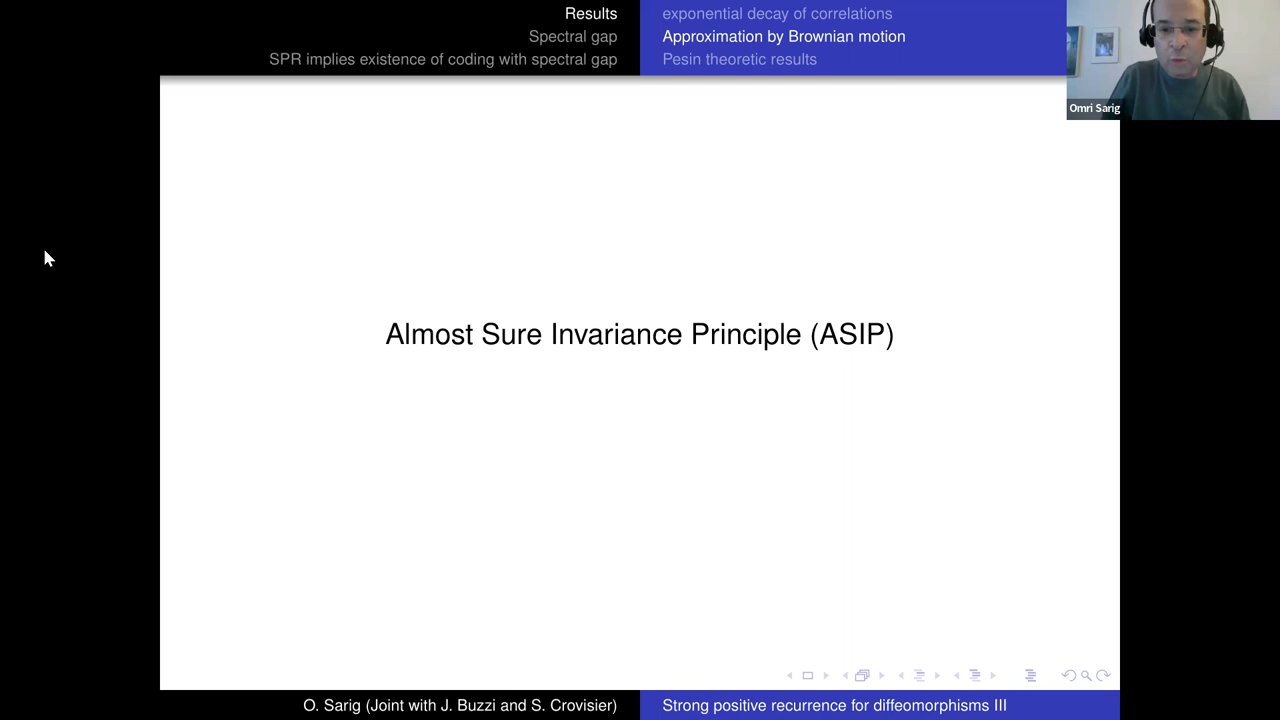 Results
Spectral gap
SPR implies existence of coding with spectral gap
exponential decay of correlations
Approximation by Brownian motion
Pesin theoretic results
Omri Sarig
Almost Sure Invariance Principle (ASIP)
O. Sarig (Joint with J. Buzzi and S. Crovisier)
Strong positive recurrence for diffeomorphisms III